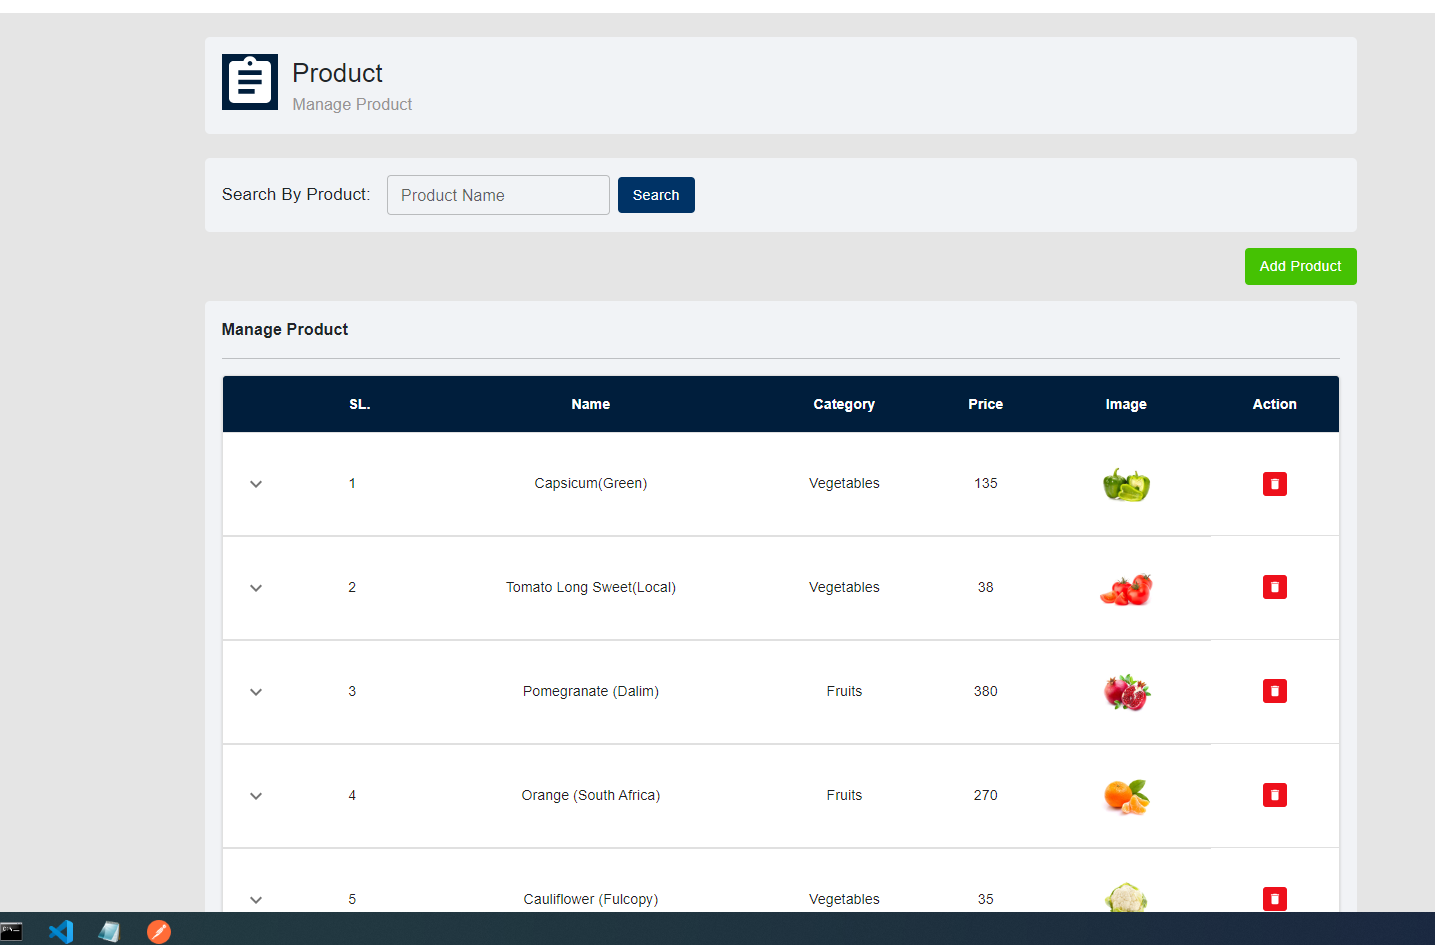 Product
Manage Product
Search By Product: Product Name Search
Add Product
Manage Product
SL. Name Category Price Image Action
1 Capsicum(Green) Vegetables 135
2 Tomato Long Sweet(Local) Vegetables 38
3 Pomegranate (Dalim) Fruits 380
4 Orange (South Africa) Fruits 270
5 Cauliflower (Fulcopy) Vegetables 35